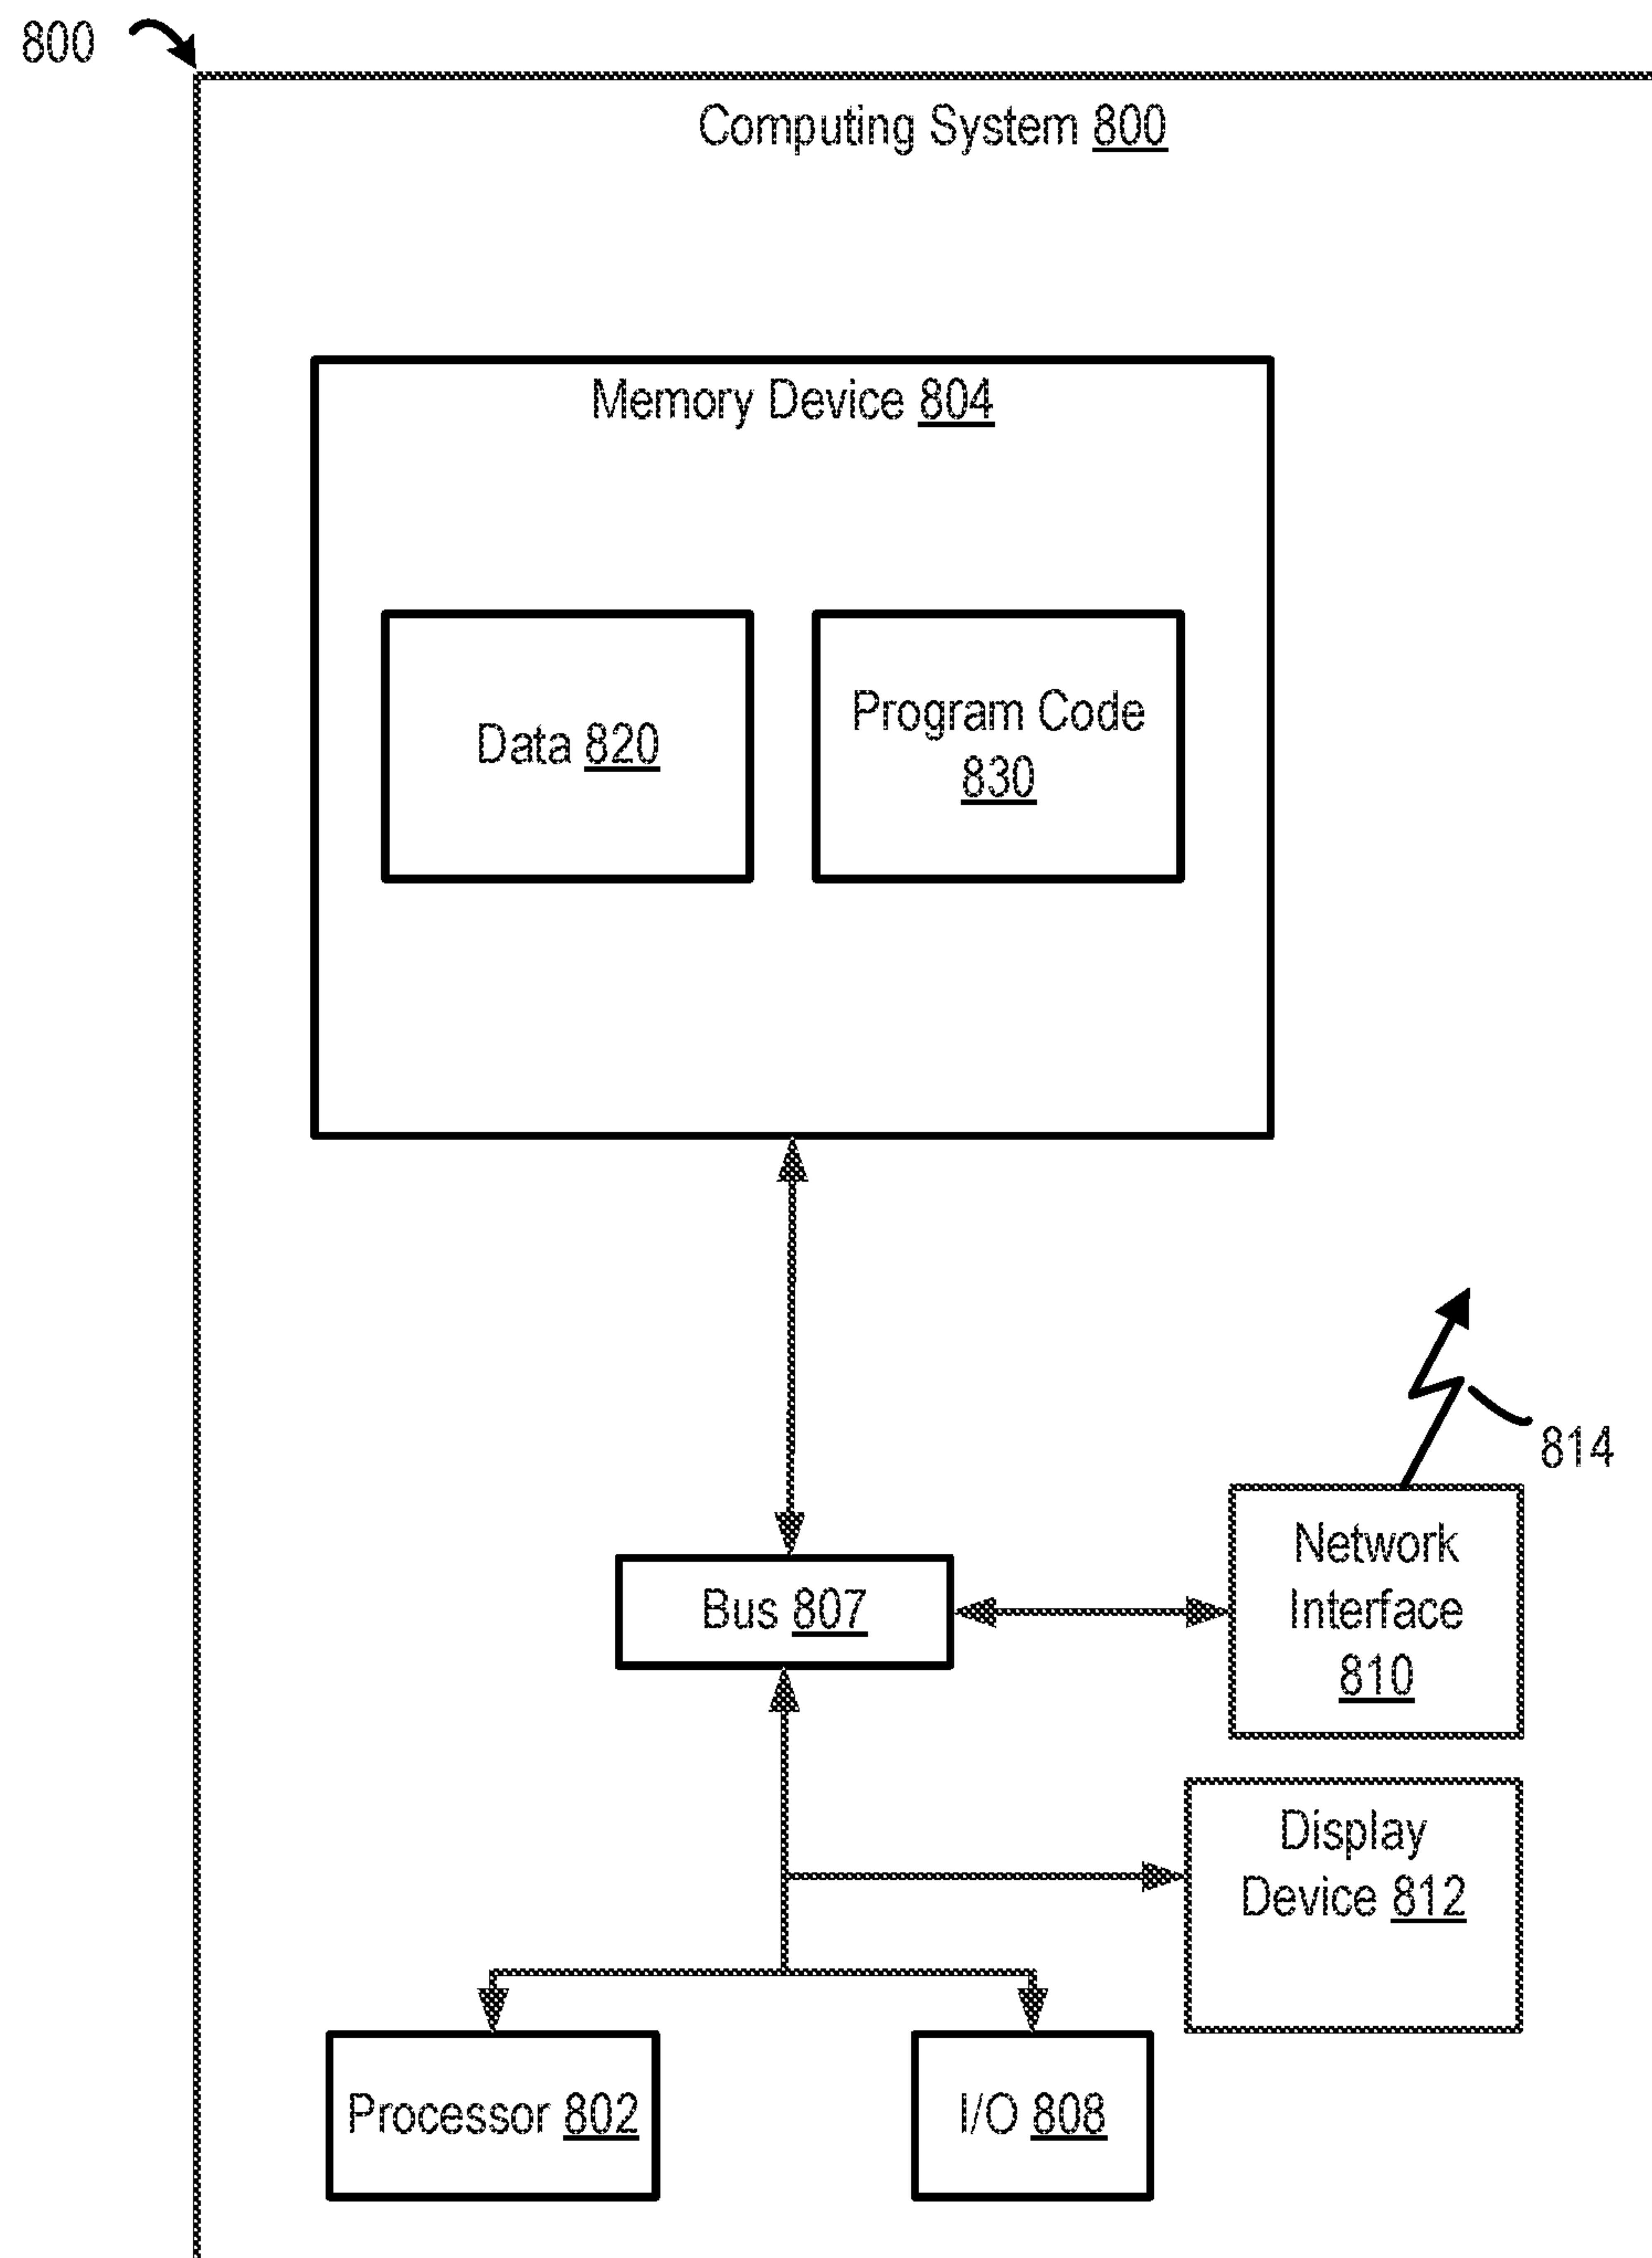 800
Computing System 800
Memory Device 804
Data 820
Program Code
830
814
Network
Interface
810
Bus 807
Display
Device 812
Processor 802
I/O 808